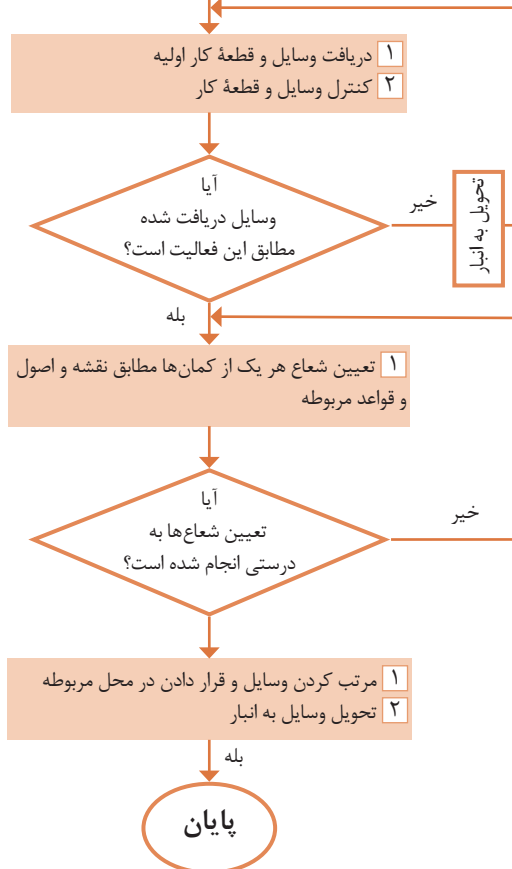 ۱ دریافت وسایل و قطعهٔ کار اولیه
۲ کنترل وسایل و قطعهٔ کار
آیا
وسایل دریافت شده
مطابق این فعالیت است؟
خیر
تحویل به انبار
بله
۱ تعیین شعاع هر یک از کمان‌ها مطابق نقشه و اصول
و قواعد مربوطه
آیا
تعیین شعاع‌ها به
درستی انجام شده است؟
خیر
۱ مرتب کردن وسایل و قرار دادن در محل مربوطه
۲ تحویل وسایل به انبار
بله
پایان